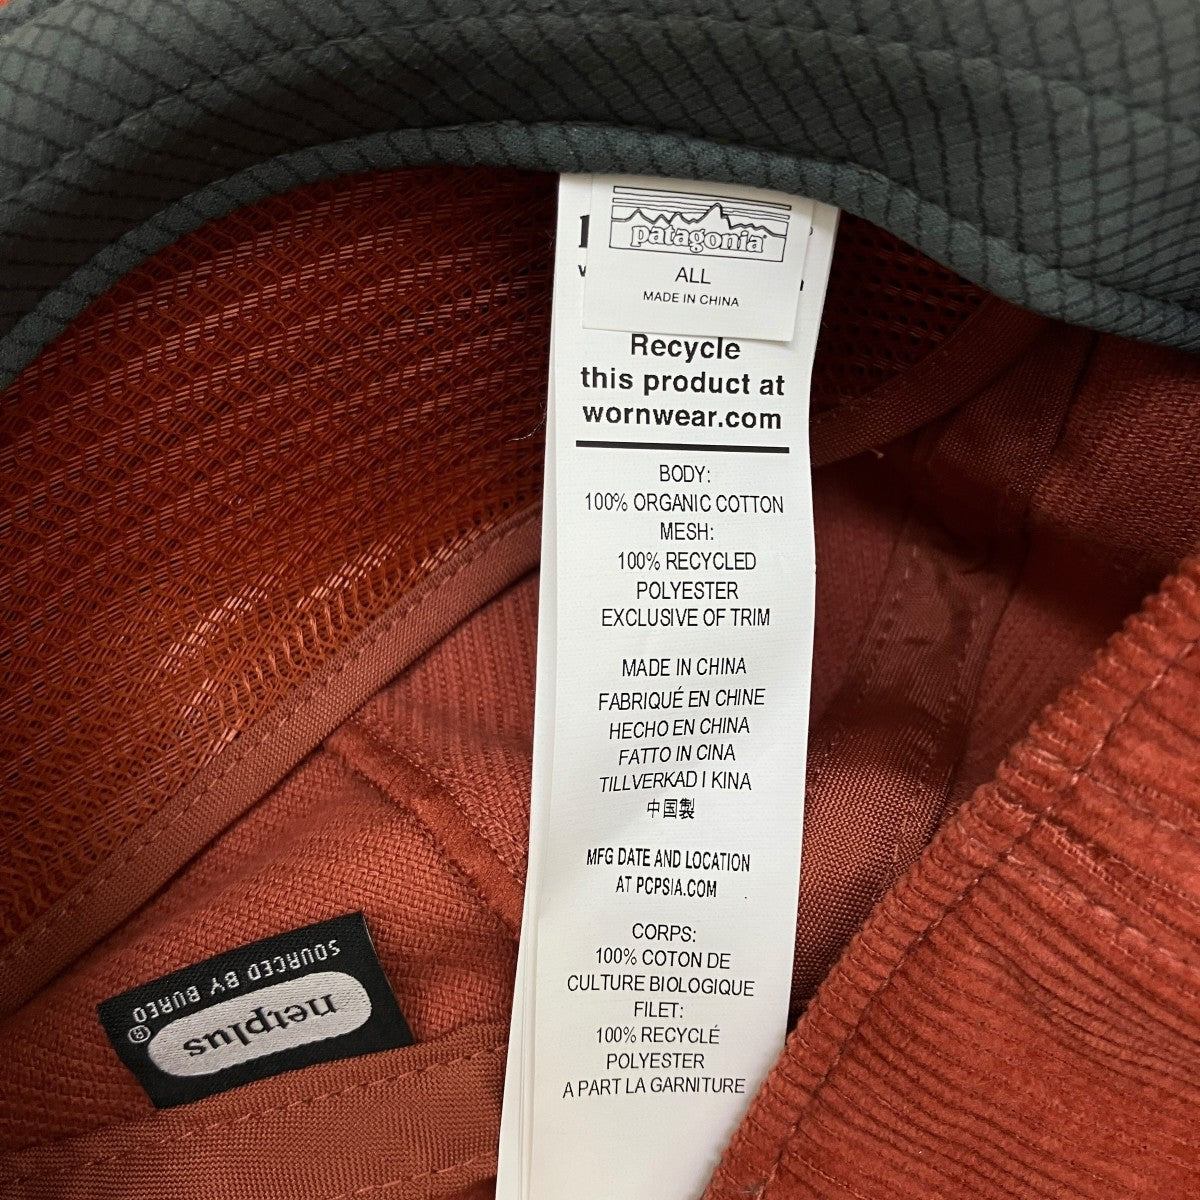 patagonia®
ALL
MADE IN CHINA
Recycle
this product at
wornwear.com
BODY:
100% ORGANIC COTTON
MESH:
100% RECYCLED
POLYESTER
EXCLUSIVE OF TRIM
MADE IN CHINA
FABRIQUÉ EN CHINE
HECHO EN CHINA
FATTO IN CINA
TILLVERKAD I KINA
中国製
MFG DATE AND LOCATION
AT PCPSIA.COM
CORPS:
100% COTON DE
CULTURE BIOLOGIQUE
FILET:
100% RECYCLÉ
POLYESTER
A PART LA GARNITURE
netplus®
SOURCED BY BUREO